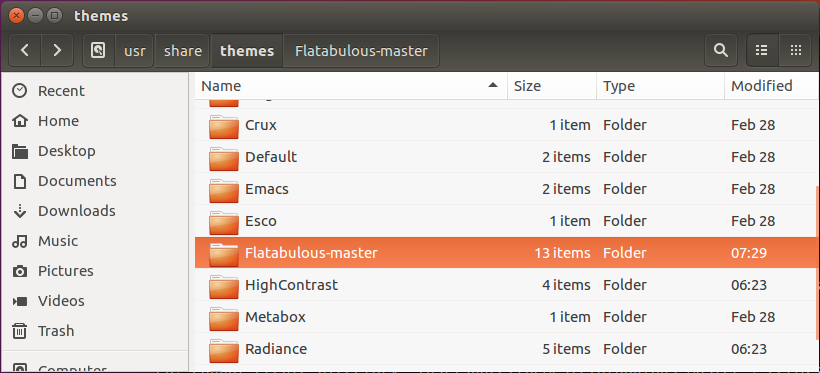 themes
usr share themes Flatabulous-master
Name Size Type Modified
Recent
Home
Desktop
Documents
Downloads
Music
Pictures
Videos
Trash
Computer
Crux 1 item Folder Feb 28
Default 2 items Folder Feb 28
Emacs 2 items Folder Feb 28
Esco 1 item Folder Feb 28
Flatabulous-master 13 items Folder 07:29
HighContrast 4 items Folder 06:23
Metabox 1 item Folder Feb 28
Radiance 5 items Folder 06:23